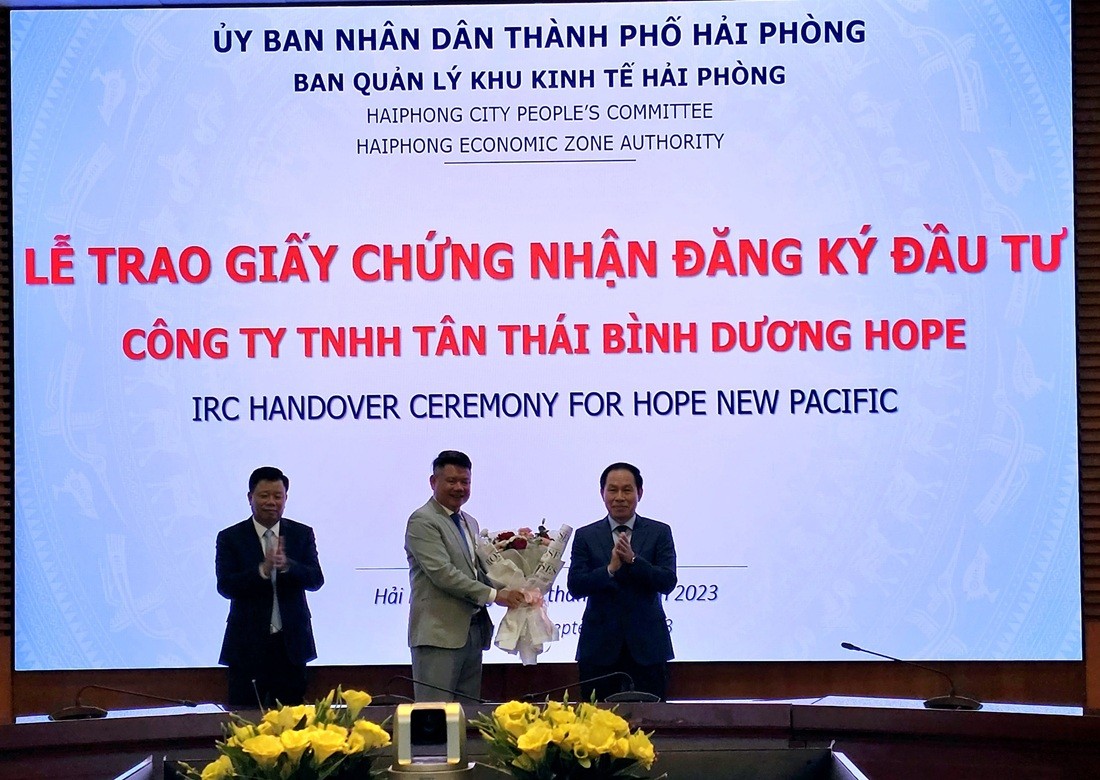 ỦY BAN NHÂN DÂN THÀNH PHỐ HẢI PHÒNG
BAN QUẢN LÝ KHU KINH TẾ HẢI PHÒNG
HAIPHONG CITY PEOPLE'S COMMITTEE
HAIPHONG ECONOMIC ZONE AUTHORITY
LỄ TRAO GIẤY CHỨNG NHẬN ĐĂNG KÝ ĐẦU TƯ
CÔNG TY TNHH TÂN THÁI BÌNH DƯƠNG HOPE
IRC HANDOVER CEREMONY FOR HOPE NEW PACIFIC
Hải 2023